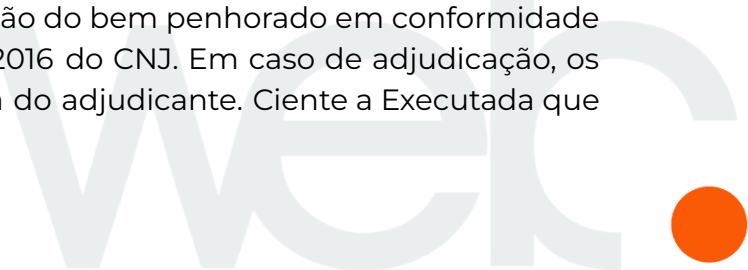 ão do bem penhorado em conformidade
2016 do CNJ. Em caso de adjudicação, os
do adjudicante. Ciente a Executada que
web.